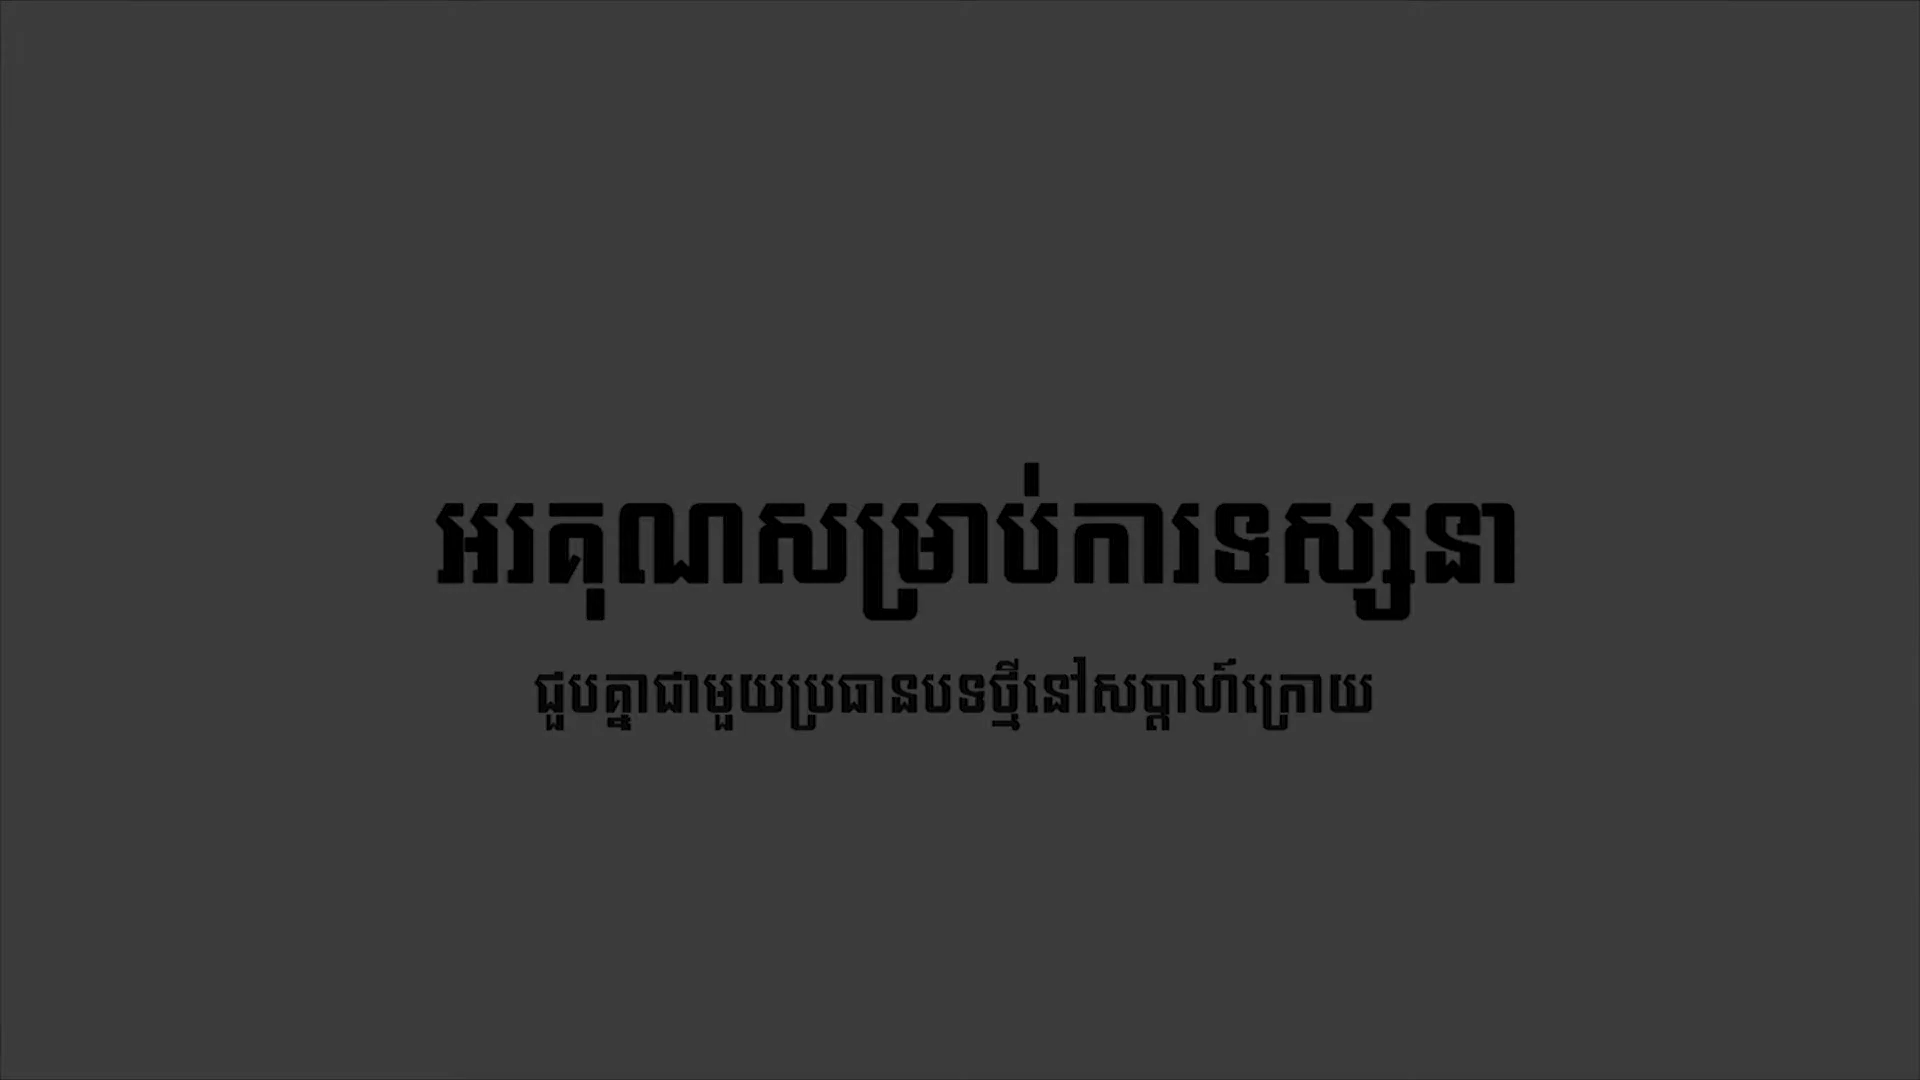 អរគុណសម្រាប់ការទស្សនា
ជួបគ្នាជាមួយប្រធានបទថ្មីនៅសប្ដាហ៍ក្រោយ